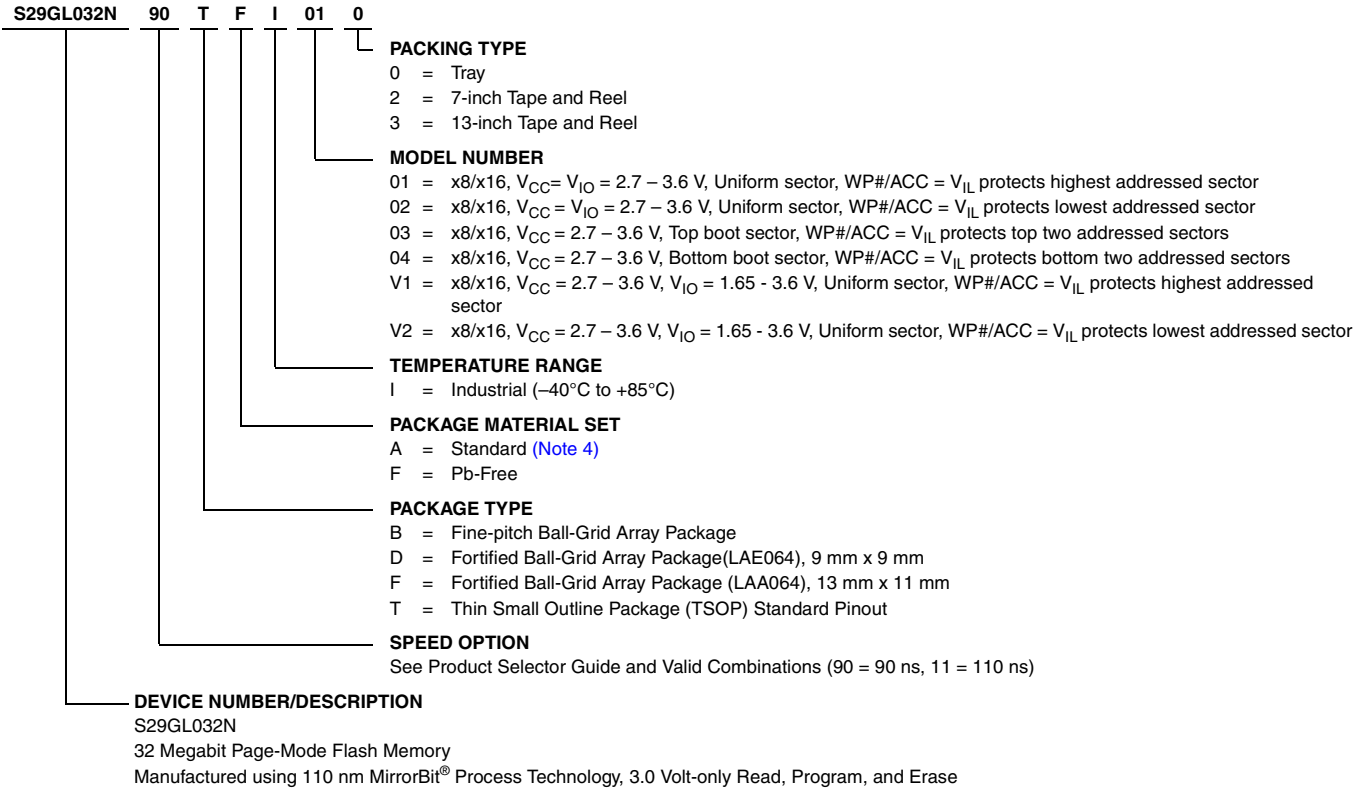 S29GL032N 90 T F I 01 0
PACKING TYPE
0 = Tray
2 = 7-inch Tape and Reel
3 = 13-inch Tape and Reel
MODEL NUMBER
01 = x8/x16, VCC= VIO = 2.7 – 3.6 V, Uniform sector, WP#/ACC = VIL protects highest addressed sector
02 = x8/x16, VCC = VIO = 2.7 – 3.6 V, Uniform sector, WP#/ACC = VIL protects lowest addressed sector
03 = x8/x16, VCC = 2.7 – 3.6 V, Top boot sector, WP#/ACC = VIL protects top two addressed sectors
04 = x8/x16, VCC = 2.7 – 3.6 V, Bottom boot sector, WP#/ACC = VIL protects bottom two addressed sectors
V1 = x8/x16, VCC = 2.7 – 3.6 V, VIO = 1.65 - 3.6 V, Uniform sector, WP#/ACC = VIL protects highest addressed
sector
V2 = x8/x16, VCC = 2.7 – 3.6 V, VIO = 1.65 - 3.6 V, Uniform sector, WP#/ACC = VIL protects lowest addressed sector
TEMPERATURE RANGE
I = Industrial (–40°C to +85°C)
PACKAGE MATERIAL SET
A = Standard (Note 4)
F = Pb-Free
PACKAGE TYPE
B = Fine-pitch Ball-Grid Array Package
D = Fortified Ball-Grid Array Package(LAE064), 9 mm x 9 mm
F = Fortified Ball-Grid Array Package (LAA064), 13 mm x 11 mm
T = Thin Small Outline Package (TSOP) Standard Pinout
SPEED OPTION
See Product Selector Guide and Valid Combinations (90 = 90 ns, 11 = 110 ns)
DEVICE NUMBER/DESCRIPTION
S29GL032N
32 Megabit Page-Mode Flash Memory
Manufactured using 110 nm MirrorBit® Process Technology, 3.0 Volt-only Read, Program, and Erase